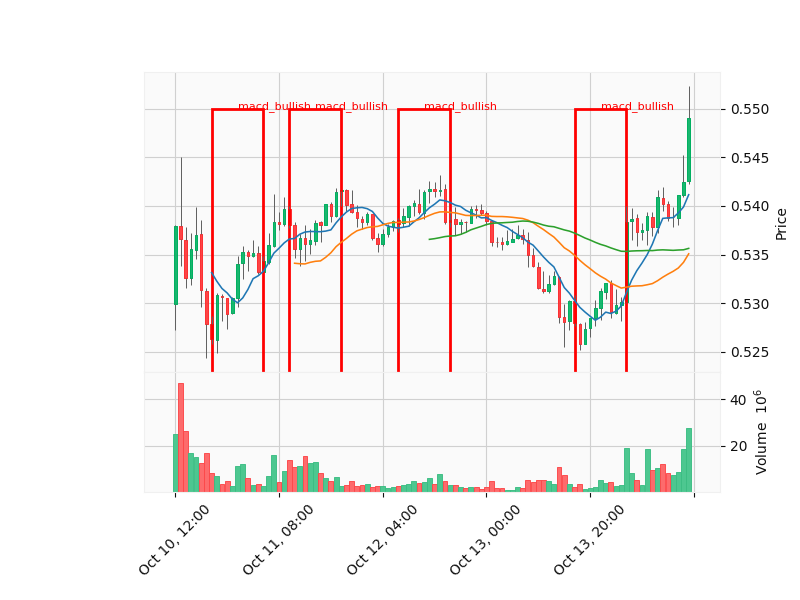 macd_bullish macd_bullish macd_bullish macd_bullish
0.550
0.545
0.540
0.535
0.530
0.525
Price
40
20
Volume 10^6
Oct 10, 12:00
Oct 11, 08:00
Oct 12, 04:00
Oct 13, 00:00
Oct 13, 20:00